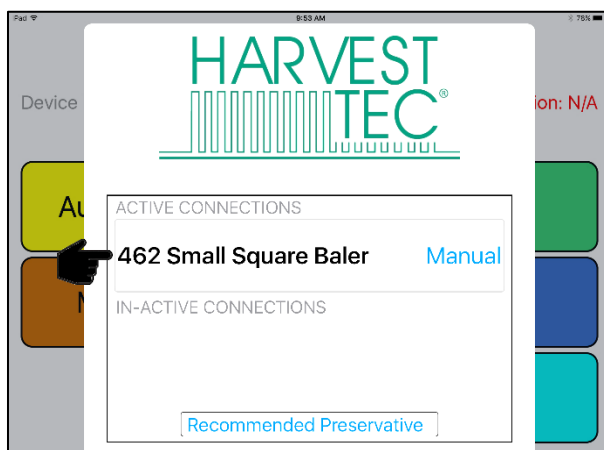 Pad 9:53 AM 76%
HARVEST
TEC®
Device ion: N/A
Au
ACTIVE CONNECTIONS
462 Small Square Baler Manual
IN-ACTIVE CONNECTIONS
Recommended Preservative